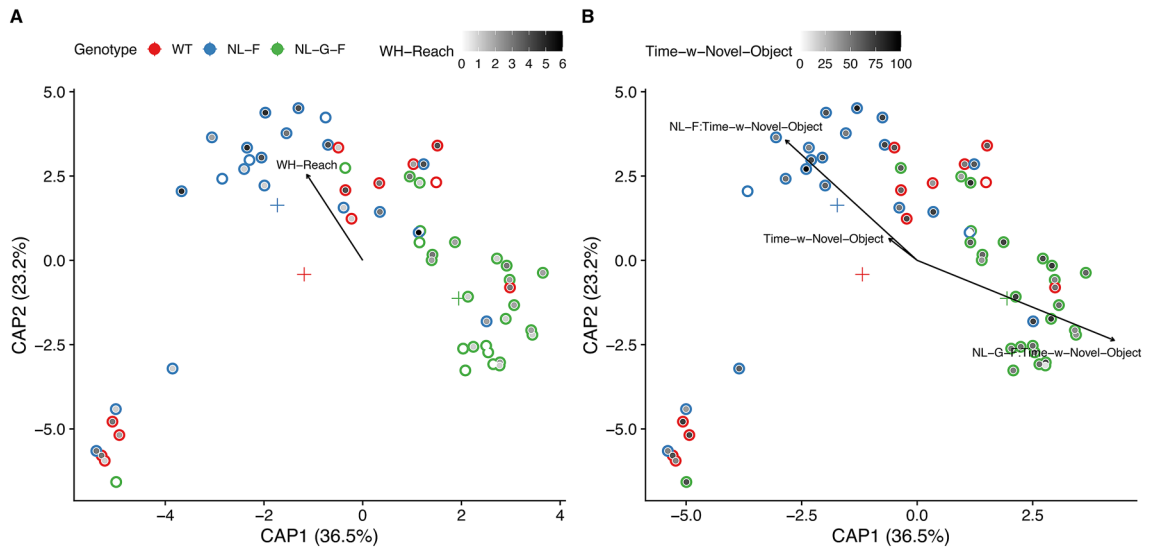 A
Genotype WT NL−F NL−G−F WH−Reach
0 1 2 3 4 5 6
5.0
2.5
0.0
−2.5
−5.0
CAP2 (23.2%)
WH−Reach
−4 −2 0 2 4
CAP1 (36.5%)
B
Time−w−Novel−Object
0 25 50 75 100
5.0
2.5
0.0
−2.5
−5.0
CAP2 (23.2%)
NL−F:Time−w−Novel−Object
Time−w−Novel−Object
NL−G−F:Time−w−Novel−Object
−5.0 −2.5 0.0 2.5
CAP1 (36.5%)